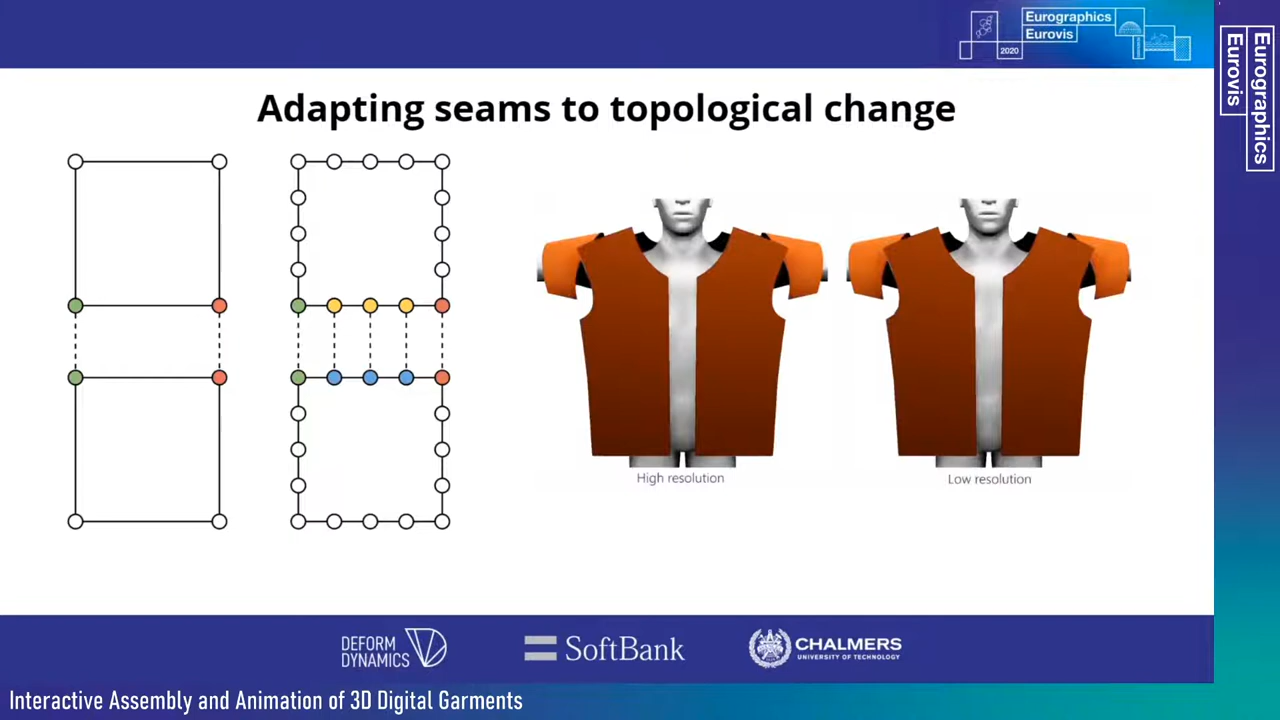 Eurographics
Eurovis
2020
Eurographics
Eurovis
Adapting seams to topological change
High resolution
Low resolution
DEFORM
DYNAMICS
SoftBank
CHALMERS
UNIVERSITY OF TECHNOLOGY
Interactive Assembly and Animation of 3D Digital Garments